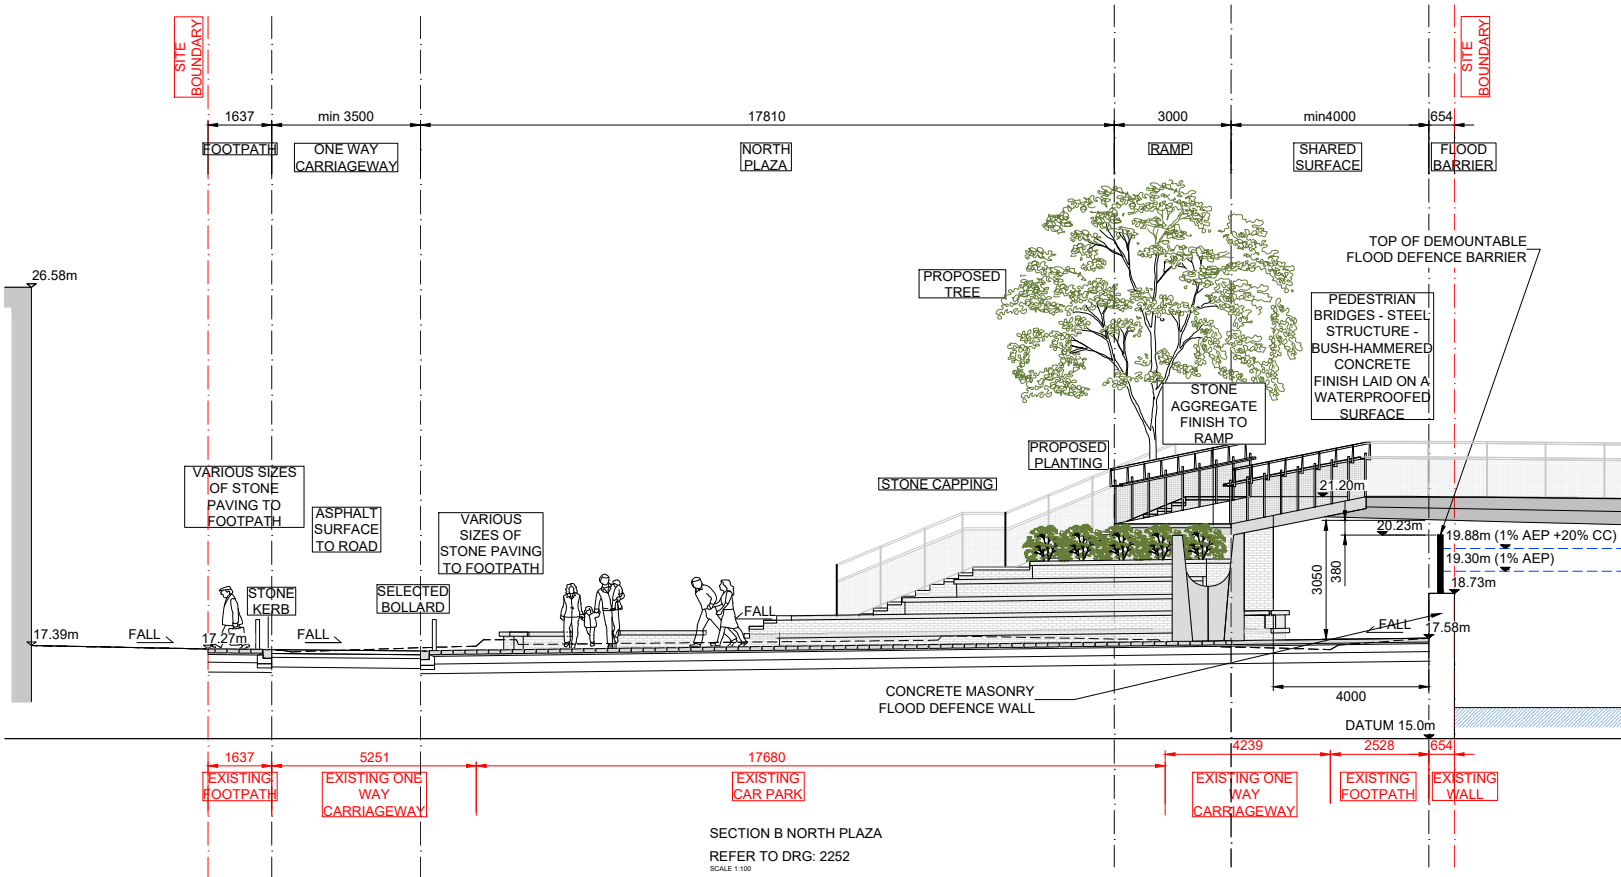 SITE
BOUNDARY
SITE
BOUNDARY
1637
min 3500
17810
3000
min4000
654
FOOTPATH
ONE WAY
CARRIAGEWAY
NORTH
PLAZA
RAMP
SHARED
SURFACE
FLOOD
BARRIER
TOP OF DEMOUNTABLE
FLOOD DEFENCE BARRIER
26.58m
PROPOSED
TREE
PEDESTRIAN
BRIDGES - STEEL
STRUCTURE -
BUSH-HAMMERED
CONCRETE
FINISH LAID ON A
WATERPROOFED
SURFACE
STONE
AGGREGATE
FINISH TO
RAMP
PROPOSED
PLANTING
VARIOUS SIZES
OF STONE
PAVING TO
FOOTPATH
STONE CAPPING
21.20m
ASPHALT
SURFACE
TO ROAD
VARIOUS
SIZES OF
STONE PAVING
TO FOOTPATH
20.23m
19.88m (1% AEP +20% CC)
19.30m (1% AEP)
18.73m
3050
380
STONE
KERB
SELECTED
BOLLARD
FALL
17.39m
FALL
17.27m
FALL
FALL
17.58m
CONCRETE MASONRY
FLOOD DEFENCE WALL
4000
DATUM 15.0m
1637
5251
17680
4239
2528
654
EXISTING
FOOTPATH
EXISTING ONE
WAY
CARRIAGEWAY
EXISTING
CAR PARK
EXISTING ONE
WAY
CARRIAGEWAY
EXISTING
FOOTPATH
EXISTING
WALL
SECTION B NORTH PLAZA
REFER TO DRG: 2252
SCALE 1:100